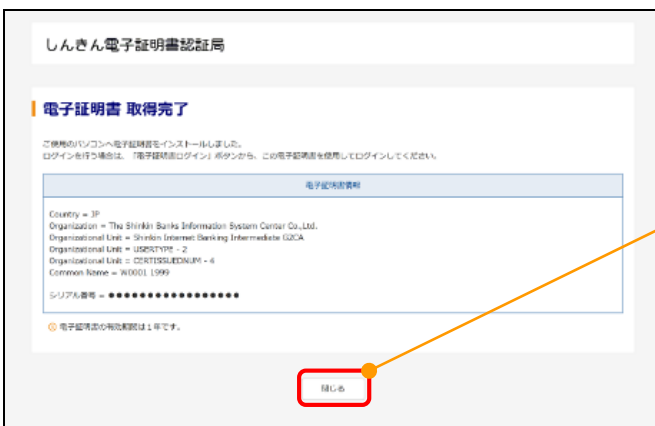 しんきん電子証明書認証局
電子証明書 取得完了
ご使用のパソコンへ電子証明書をインストールしました。
ログインを行う場合は、「電子証明書ログイン」ボタンから、この電子証明書を使用してログインしてください。
電子証明書情報
Country = JP
Organization = The Shinkin Banks Information System Center Co.,Ltd.
Organizational Unit = Shinkin Internet Banking Intermediate G2CA
Organizational Unit = USERTYPE - 2
Organizational Unit = CERTISSUEDNUM - 4
Common Name = W0001 1999
シリアル番号 = ●●●●●●●●●●●●●●●●●
電子証明書の有効期間は１年です。
閉じる